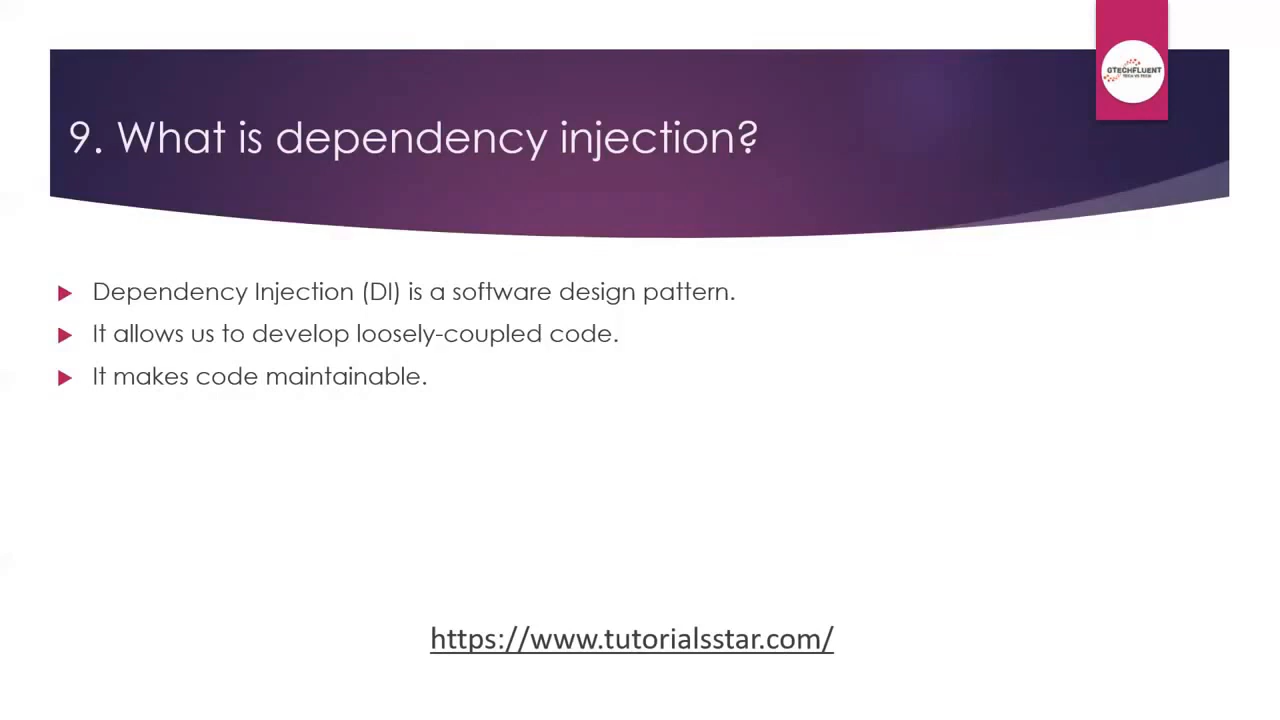 GTECHFLUENT
9. What is dependency injection?
Dependency Injection (DI) is a software design pattern.
It allows us to develop loosely-coupled code.
It makes code maintainable.
https://www.tutorialsstar.com/